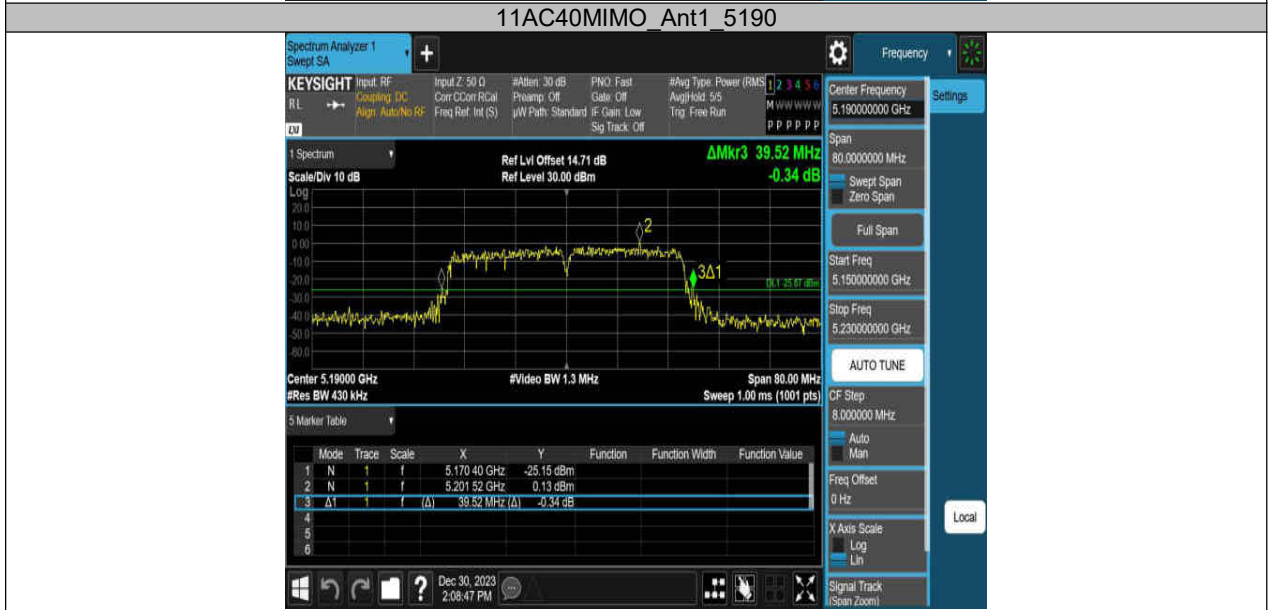 11AC40MIMO_Ant1_5190
Spectrum Analyzer 1
Swept SA
+
Frequency
KEYSIGHT
RL
LXI
Input: RF
Coupling: DC
Align: Auto/No RF
Input Z: 50 Ω
Corr CCorr RCal
Freq Ref: Int (S)
#Atten: 30 dB
Preamp: Off
µW Path: Standard
PNO: Fast
Gate: Off
IF Gain: Low
Sig Track: Off
#Avg Type: Power (RMS
Avg|Hold: 5/5
Trig: Free Run
1 2 3 4 5 6
M W W W W W
P P P P P P
1 Spectrum
Scale/Div 10 dB
Ref Lvl Offset 14.71 dB
Ref Level 30.00 dBm
ΔMkr3 39.52 MHz
-0.34 dB
Log
20.0
10.0
0.00
-10.0
-20.0
-30.0
-40.0
-50.0
-60.0
2
3Δ1
DL1 -25.87 dBm
Center 5.19000 GHz
#Res BW 430 kHz
#Video BW 1.3 MHz
Span 80.00 MHz
Sweep 1.00 ms (1001 pts)
5 Marker Table
Mode Trace Scale X Y Function Function Width Function Value
1 N 1 f 5.170 40 GHz -25.15 dBm
2 N 1 f 5.201 52 GHz 0.13 dBm
3 Δ1 1 f (Δ) 39.52 MHz (Δ) -0.34 dB
4
5
6
?
Dec 30, 2023
2:08:47 PM
Center Frequency
5.190000000 GHz
Settings
Span
80.0000000 MHz
Swept Span
Zero Span
Full Span
Start Freq
5.150000000 GHz
Stop Freq
5.230000000 GHz
AUTO TUNE
CF Step
8.000000 MHz
Auto
Man
Freq Offset
0 Hz
X Axis Scale
Log
Lin
Signal Track
(Span Zoom)
Local